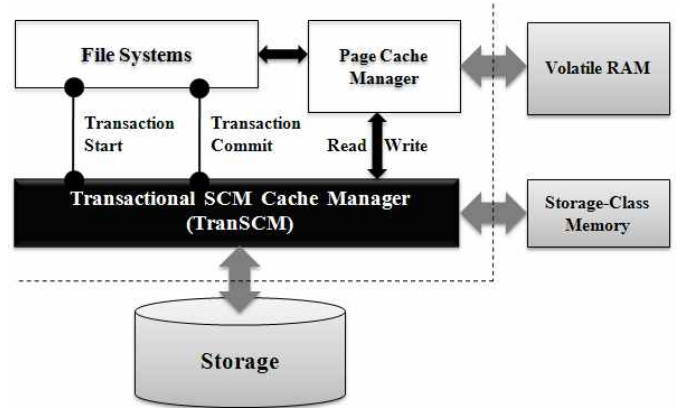 File Systems
Page Cache
Manager
Volatile RAM
Transaction
Start
Transaction
Commit
Read
Write
Transactional SCM Cache Manager
(TranSCM)
Storage-Class
Memory
Storage